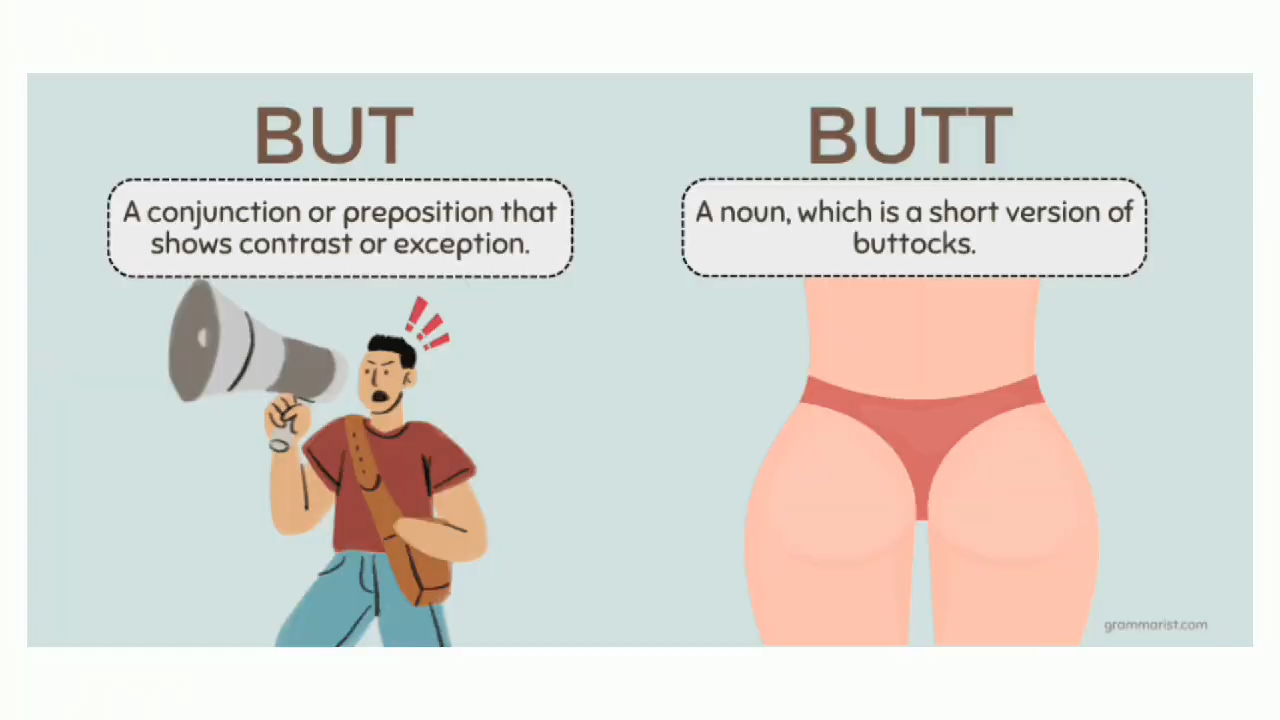 BUT
A conjunction or preposition that
shows contrast or exception.
BUTT
A noun, which is a short version of
buttocks.
grammarist.com